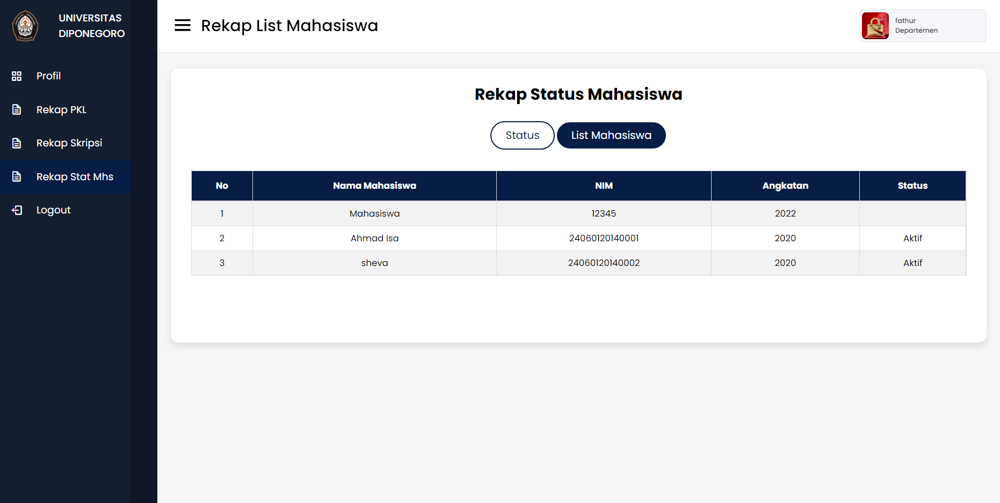 UNIVERSITAS
DIPONEGORO
Profil
Rekap PKL
Rekap Skripsi
Rekap Stat Mhs
Logout
Rekap List Mahasiswa
fathur
Departemen
Rekap Status Mahasiswa
Status List Mahasiswa
No Nama Mahasiswa NIM Angkatan Status
1 Mahasiswa 12345 2022
2 Ahmad Isa 24060120140001 2020 Aktif
3 sheva 24060120140002 2020 Aktif